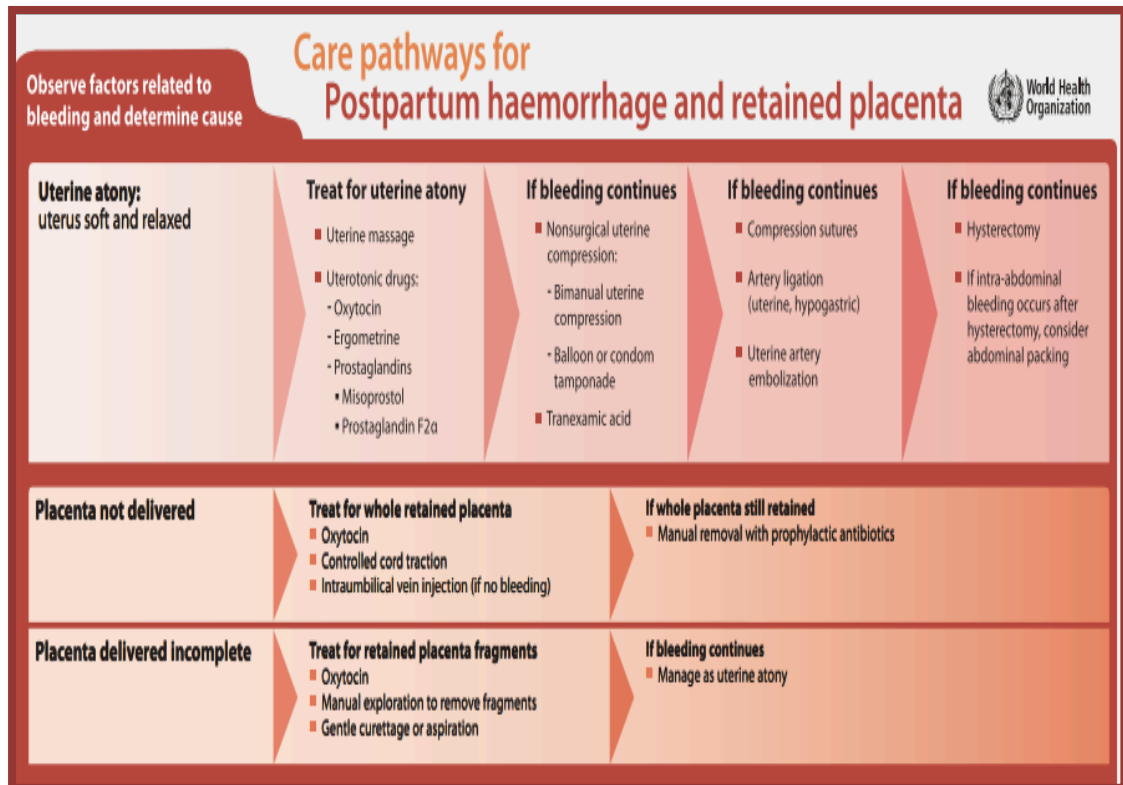 Observe factors related to
bleeding and determine cause
Care pathways for
Postpartum haemorrhage and retained placenta
World Health
Organization
Uterine atony:
uterus soft and relaxed
Treat for uterine atony
Uterine massage
Uterotonic drugs:
- Oxytocin
- Ergometrine
- Prostaglandins
▪ Misoprostol
▪ Prostaglandin F2α
If bleeding continues
Nonsurgical uterine
compression:
- Bimanual uterine
compression
- Balloon or condom
tamponade
Tranexamic acid
If bleeding continues
Compression sutures
Artery ligation
(uterine, hypogastric)
Uterine artery
embolization
If bleeding continues
Hysterectomy
If intra-abdominal
bleeding occurs after
hysterectomy, consider
abdominal packing
Placenta not delivered
Treat for whole retained placenta
Oxytocin
Controlled cord traction
Intraumbilical vein injection (if no bleeding)
If whole placenta still retained
Manual removal with prophylactic antibiotics
Placenta delivered incomplete
Treat for retained placenta fragments
Oxytocin
Manual exploration to remove fragments
Gentle curettage or aspiration
If bleeding continues
Manage as uterine atony